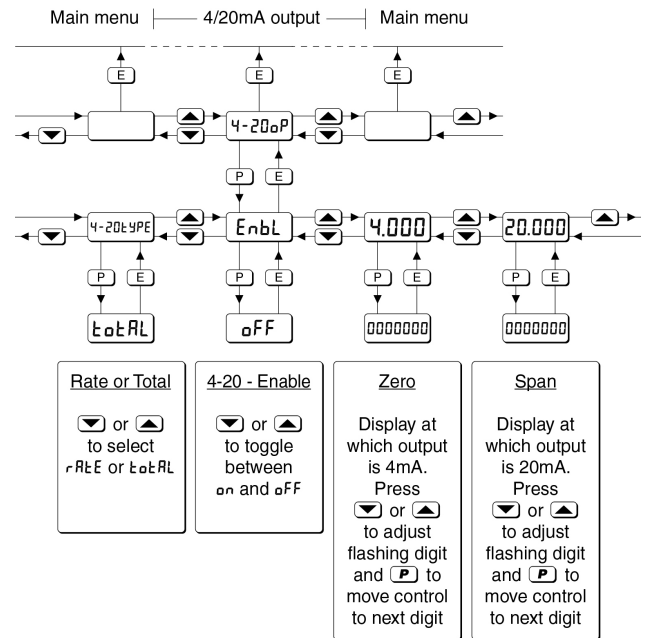 Main menu 4/20mA output Main menu
E E E
▲ 4-20oP ▲ ▲
▼ ▼ ▼
P E
4-20tYPE ▲ EnbL ▲ 4.000 ▲ 20.000 ▲
▼ ▼ ▼ ▼
P E P E P E P E
totAL oFF 0000000 0000000
Rate or Total
▼ or ▲
to select
rAtE or totAL
4-20 - Enable
▼ or ▲
to toggle
between
on and oFF
Zero
Display at
which output
is 4mA.
Press
▼ or ▲
to adjust
flashing digit
and P to
move control
to next digit
Span
Display at
which output
is 20mA.
Press
▼ or ▲
to adjust
flashing digit
and P to
move control
to next digit